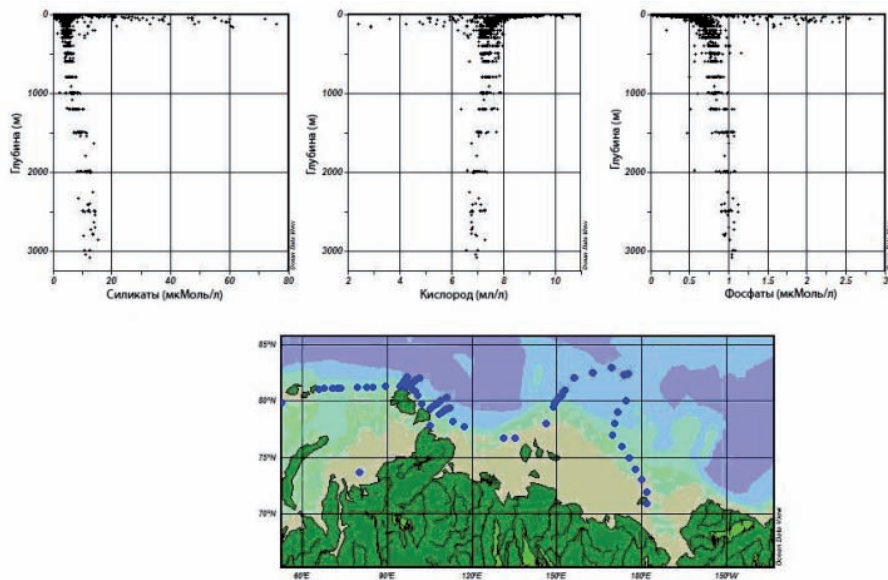 0
1000
2000
3000
Глубина (м)
0 20 40 60 80
Силикаты (мкМоль/л)
Ocean Data View
0
1000
2000
3000
Глубина (м)
2 4 6 8 10
Кислород (мл/л)
Ocean Data View
0
1000
2000
3000
Глубина (м)
0 0.5 1 1.5 2 2.5 3
Фосфаты (мкМоль/л)
Ocean Data View
85°N
80°N
75°N
70°N
60°E 90°E 120°E 150°E 180°E 150°W
Ocean Data View